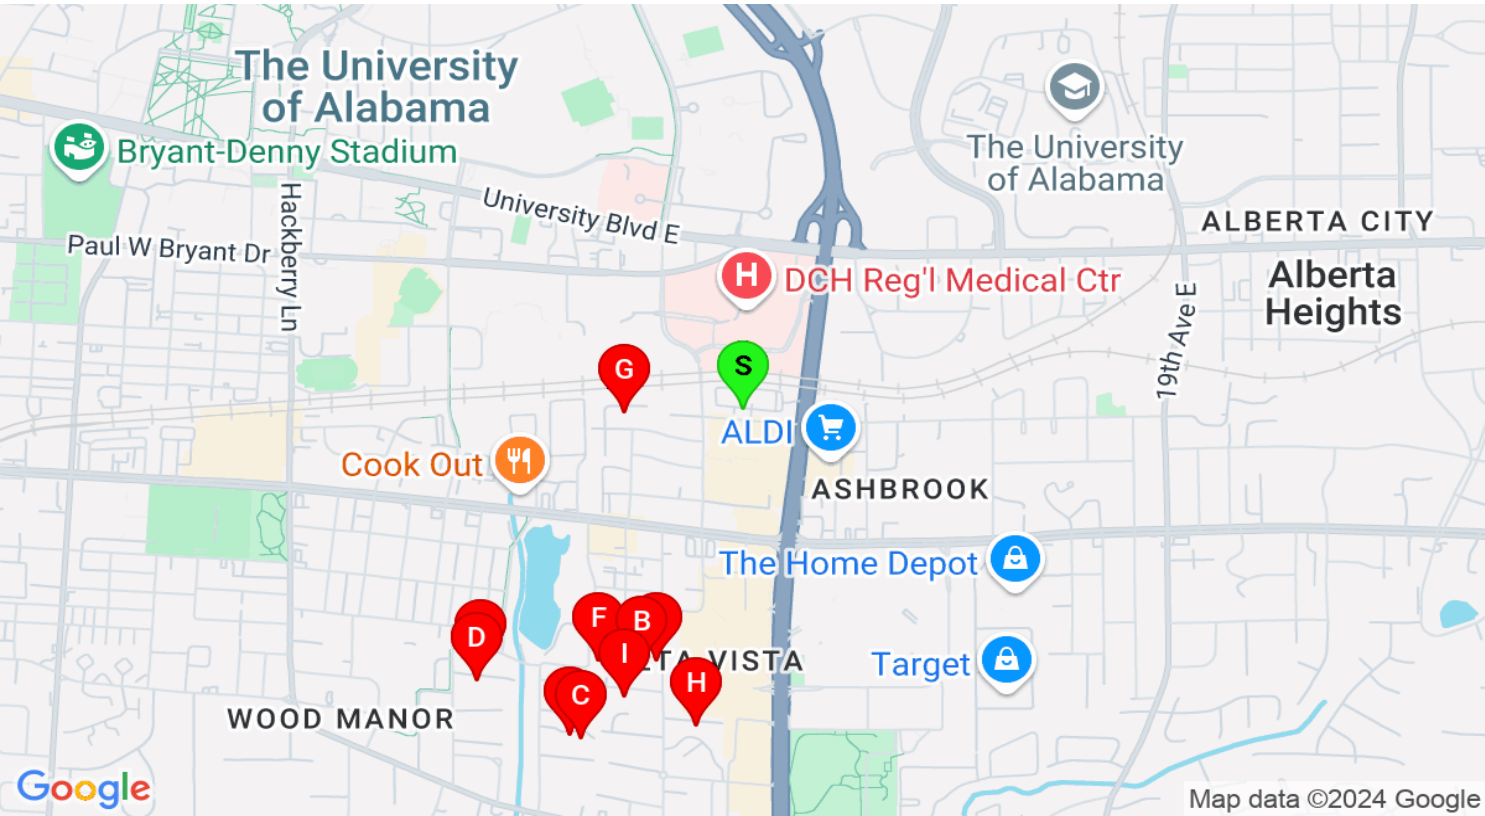 The University
of Alabama
Bryant-Denny Stadium
University Blvd E
Hackberry Ln
Paul W Bryant Dr
The University
of Alabama
ALBERTA CITY
Alberta
Heights
H
DCH Reg'l Medical Ctr
19th Ave E
G
S
ALDI
Cook Out
ASHBROOK
The Home Depot
F
B
D
I
TA VISTA
Target
H
C
WOOD MANOR
Google
Map data ©2024 Google